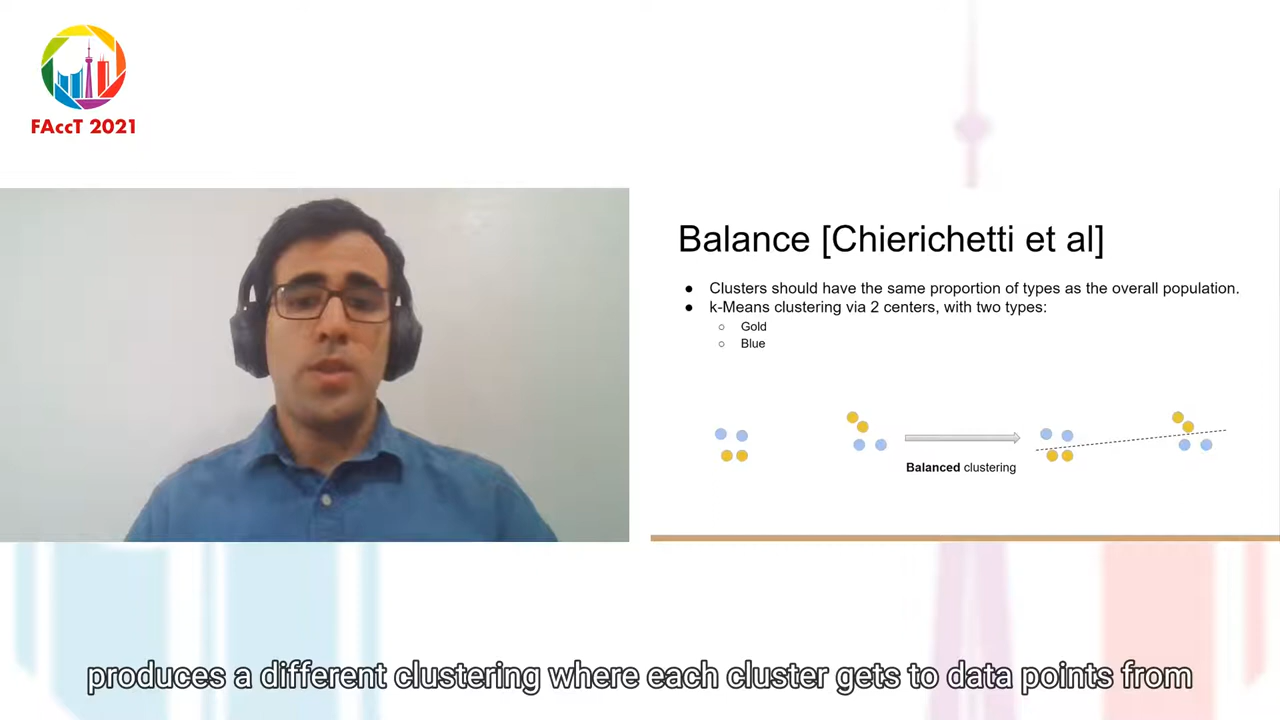 FAccT 2021
Balance [Chierichetti et al]
● Clusters should have the same proportion of types as the overall population.
● k-Means clustering via 2 centers, with two types:
○ Gold
○ Blue
Balanced clustering
produces a different clustering where each cluster gets to data points from